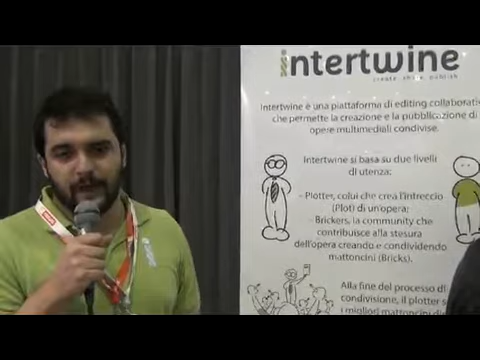 intertwine
create share publish
Intertwine è una piattaforma di editing collaborati
che permette la creazione e la pubblicazione di
opere multimediali condivise.
Intertwine si basa su due livelli
di utenza:
- Plotter, colui che crea l'intreccio
(Plot) di un'opera;
- Brickers, la community che
contribuisce alla stesura
dell'opera creando e condividendo
mattoncini (Bricks).
Alla fine del processo di
condivisione, il plotter s
i migliori mattoncini di